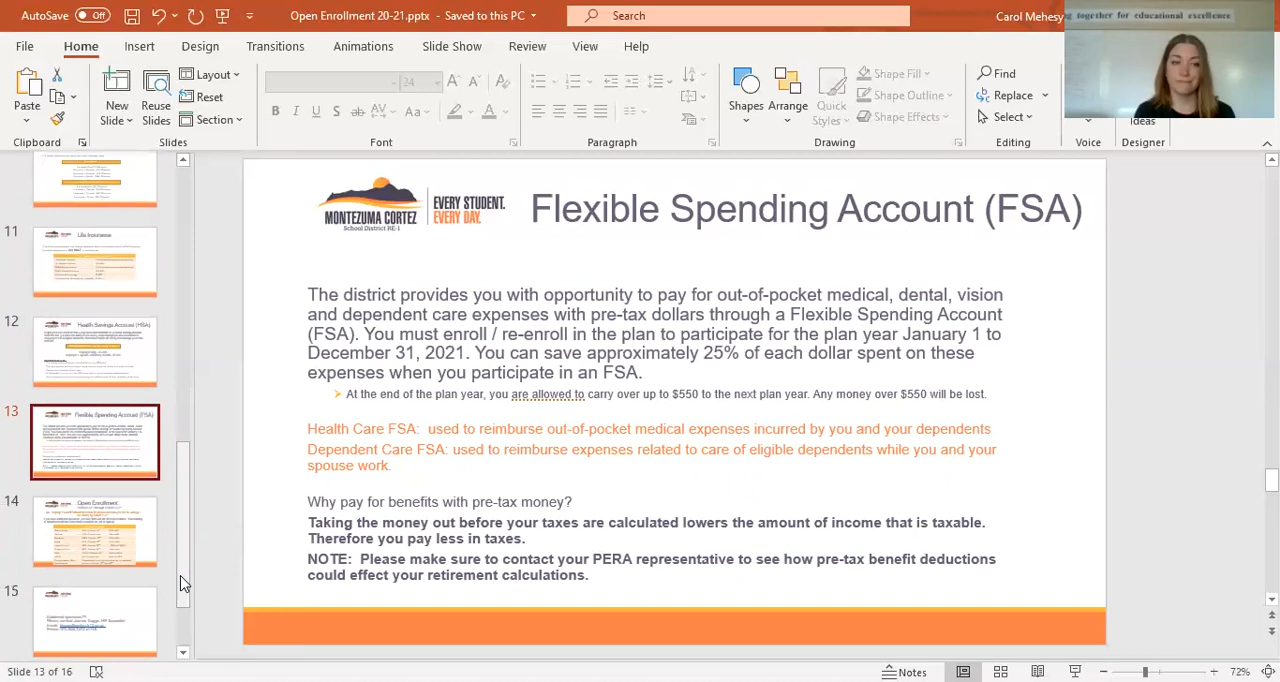 AutoSave Off Open Enrollment 20-21.pptx - Saved to this PC Search Carol Mehesy
together for educational excellence
File Home Insert Design Transitions Animations Slide Show Review View Help
Paste New Slide Reuse Slides Layout Reset Section
24
Shapes Arrange Quick Styles Shape Fill Shape Outline Shape Effects
Find Replace Select
Ideas
Clipboard Slides Font Paragraph Drawing Editing Voice Designer
11
Life Insurance
12
Health Savings Account (HSA)
13
Flexible Spending Account (FSA)
14
Open Enrollment
15
MONTEZUMA CORTEZ
School District RE-1
EVERY STUDENT.
EVERY DAY.
Flexible Spending Account (FSA)
The district provides you with opportunity to pay for out-of-pocket medical, dental, vision
and dependent care expenses with pre-tax dollars through a Flexible Spending Account
(FSA). You must enroll / re-enroll in the plan to participate for the plan year January 1 to
December 31, 2021. You can save approximately 25% of each dollar spent on these
expenses when you participate in an FSA.
At the end of the plan year, you are allowed to carry over up to $550 to the next plan year. Any money over $550 will be lost.
Health Care FSA: used to reimburse out-of-pocket medical expenses incurred by you and your dependents
Dependent Care FSA: used to reimburse expenses related to care of eligible dependents while you and your
spouse work.
Why pay for benefits with pre-tax money?
Taking the money out before your taxes are calculated lowers the amount of income that is taxable.
Therefore you pay less in taxes.
NOTE: Please make sure to contact your PERA representative to see how pre-tax benefit deductions
could effect your retirement calculations.
Slide 13 of 16 Notes 72%